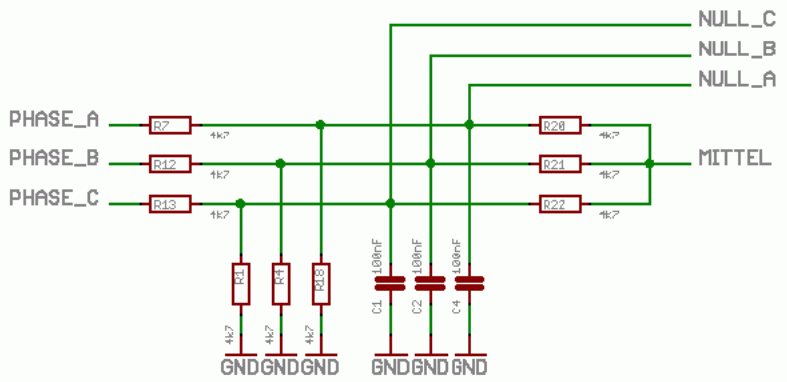 NULL_C
NULL_B
NULL_A
PHASE_A R7 4k7 R20 4k7
PHASE_B R12 4k7 R21 4k7 MITTEL
PHASE_C R13 4k7 R22 4k7
100nF 100nF 100nF
R1 R4 R18
C1 C2 C4
4k7 4k7 4k7
GND GND GND GND GND GND